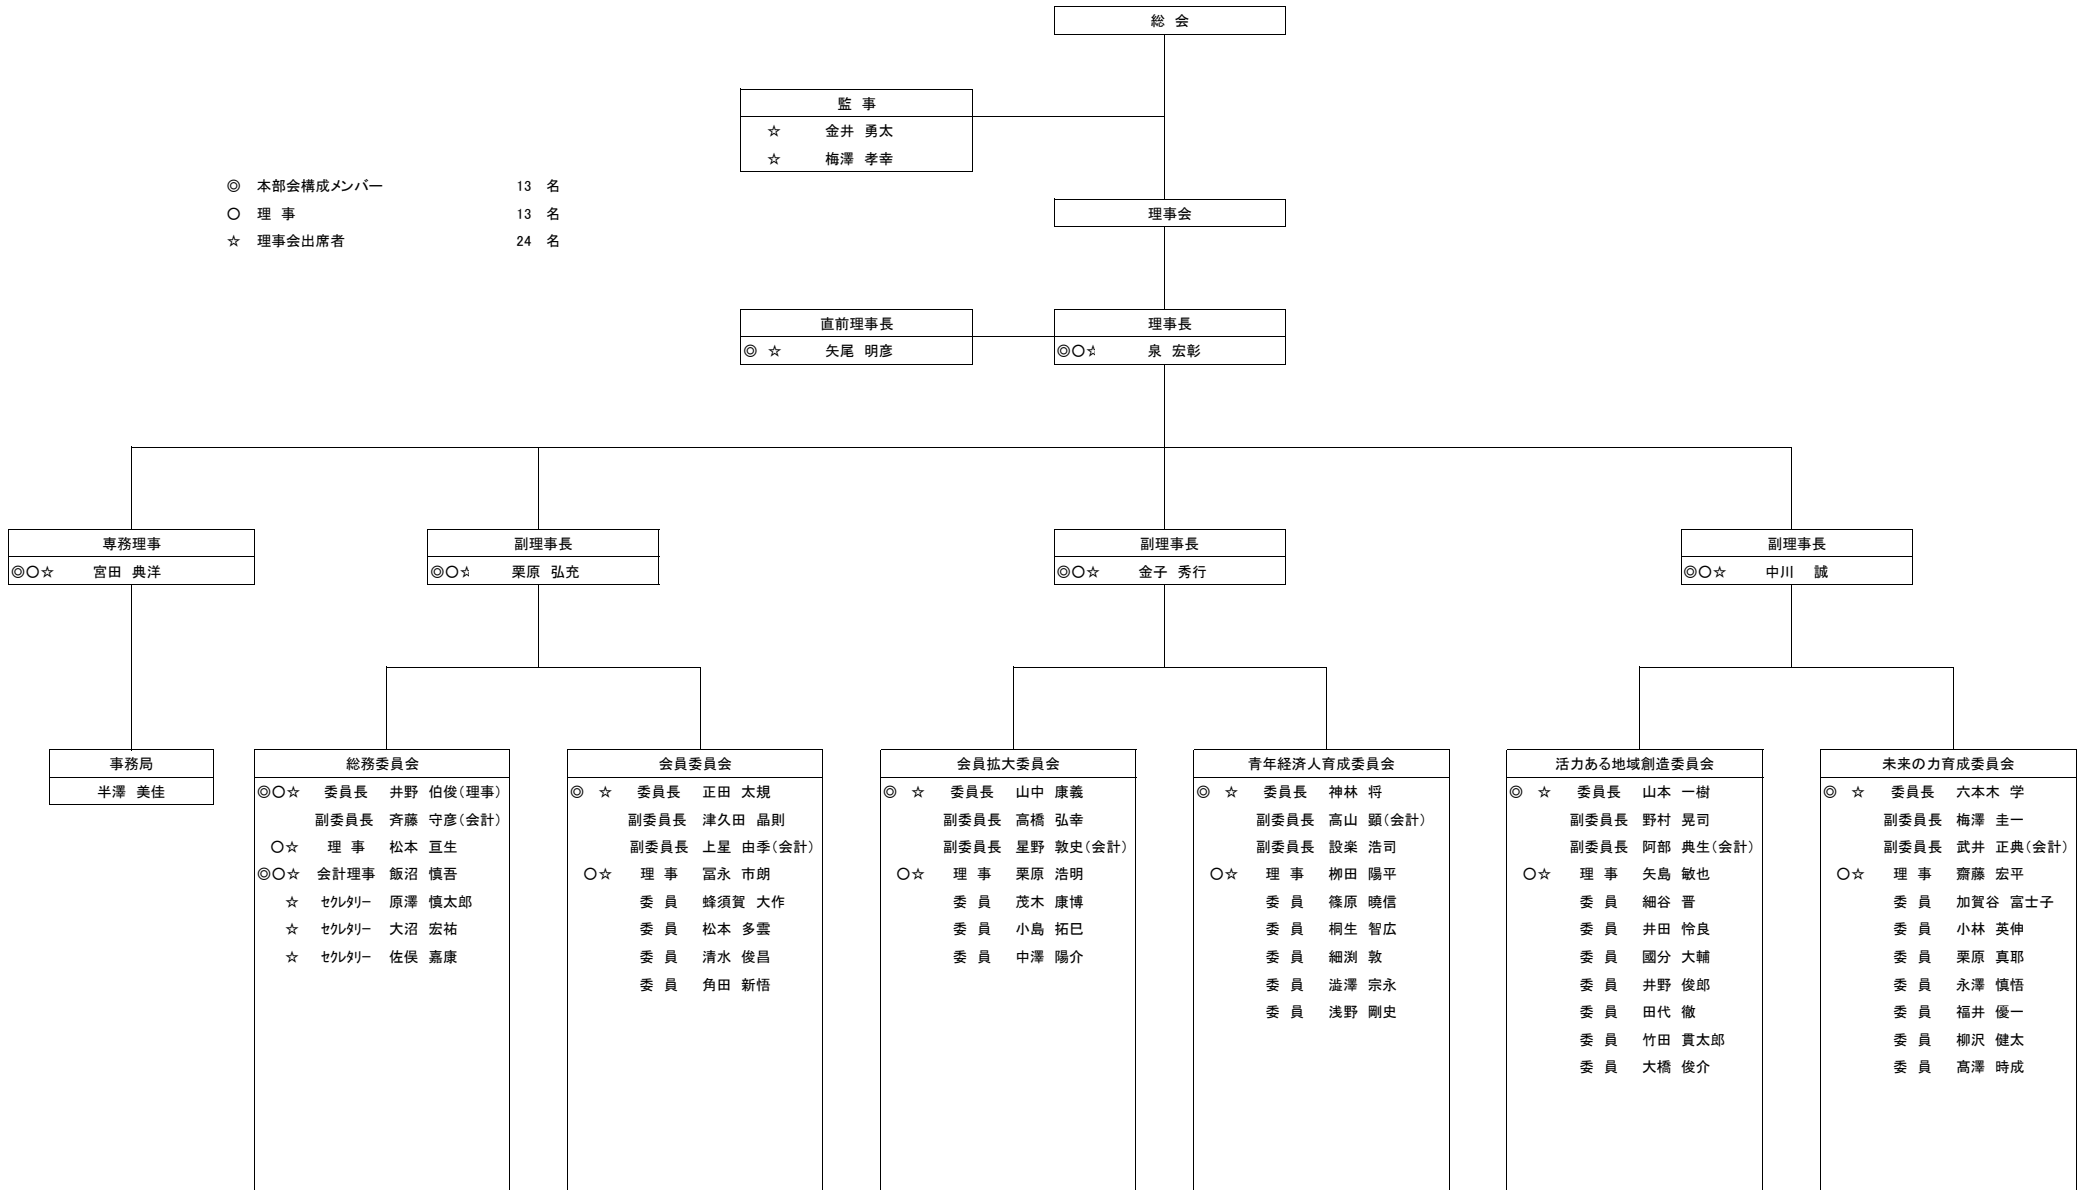 総 会
監 事
☆ 金井 勇太
☆ 梅澤 孝幸
◎ 本部会構成メンバー 13 名
○ 理 事 13 名
☆ 理事会出席者 24 名
理事会
直前理事長
◎ ☆ 矢尾 明彦
理事長
◎○☆ 泉 宏彰
専務理事
◎○☆ 宮田 典洋
副理事長
◎○☆ 栗原 弘充
副理事長
◎○☆ 金子 秀行
副理事長
◎○☆ 中川 誠
事務局
半澤 美佳
総務委員会
◎○☆ 委員長 井野 伯俊(理事)
副委員長 斉藤 守彦(会計)
○☆ 理 事 松本 亘生
◎○☆ 会計理事 飯沼 慎吾
☆ セクレタリー 原澤 慎太郎
☆ セクレタリー 大沼 宏祐
☆ セクレタリー 佐俣 嘉康
会員委員会
◎ ☆ 委員長 正田 太規
副委員長 津久田 晶則
副委員長 上星 由季(会計)
○☆ 理 事 冨永 市朗
委 員 蜂須賀 大作
委 員 松本 多雲
委 員 清水 俊昌
委 員 角田 新悟
会員拡大委員会
◎ ☆ 委員長 山中 康義
副委員長 高橋 弘幸
副委員長 星野 敦史(会計)
○☆ 理 事 栗原 浩明
委 員 茂木 康博
委 員 小島 拓巳
委 員 中澤 陽介
青年経済人育成委員会
◎ ☆ 委員長 神林 将
副委員長 高山 顕(会計)
副委員長 設楽 浩司
○☆ 理 事 栁田 陽平
委 員 篠原 暁信
委 員 桐生 智広
委 員 細渕 敦
委 員 澁澤 宗永
委 員 浅野 剛史
活力ある地域創造委員会
◎ ☆ 委員長 山本 一樹
副委員長 野村 晃司
副委員長 阿部 典生(会計)
○☆ 理 事 矢島 敏也
委 員 細谷 晋
委 員 井田 怜良
委 員 國分 大輔
委 員 井野 俊郎
委 員 田代 徹
委 員 竹田 貫太郎
委 員 大橋 俊介
未来の力育成委員会
◎ ☆ 委員長 六本木 学
副委員長 梅澤 圭一
副委員長 武井 正典(会計)
○☆ 理 事 齋藤 宏平
委 員 加賀谷 富士子
委 員 小林 英伸
委 員 栗原 真耶
委 員 永澤 慎悟
委 員 福井 優一
委 員 柳沢 健太
委 員 髙澤 時成